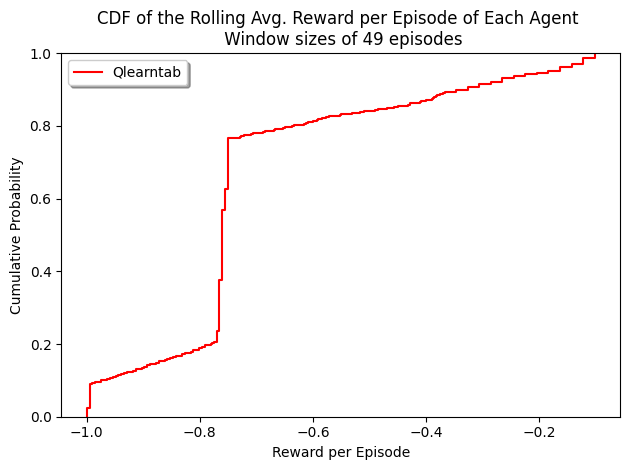 CDF of the Rolling Avg. Reward per Episode of Each Agent
Window sizes of 49 episodes
Qlearntab
Cumulative Probability
1.0
0.8
0.6
0.4
0.2
0.0
−1.0 −0.8 −0.6 −0.4 −0.2
Reward per Episode